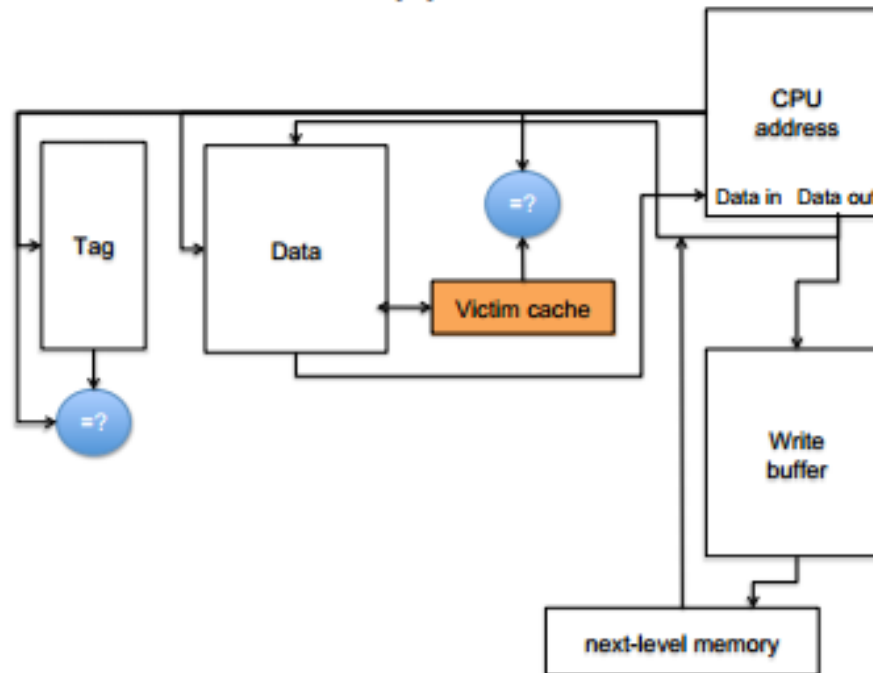 CPU
address
Data in Data out
Tag
Data
=?
Victim cache
=?
Write
buffer
next-level memory